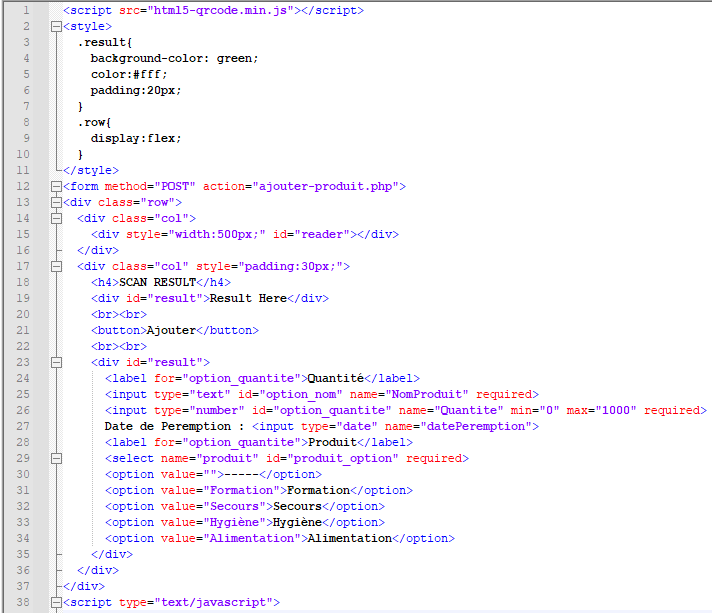 1 <script src="html5-qrcode.min.js"></script>
2 <style>
3 .result{
4 background-color: green;
5 color:#fff;
6 padding:20px;
7 }
8 .row{
9 display:flex;
10 }
11 </style>
12 <form method="POST" action="ajouter-produit.php">
13 <div class="row">
14 <div class="col">
15 <div style="width:500px;" id="reader"></div>
16 </div>
17 <div class="col" style="padding:30px;">
18 <h4>SCAN RESULT</h4>
19 <div id="result">Result Here</div>
20 <br><br>
21 <button>Ajouter</button>
22 <br><br>
23 <div id="result">
24 <label for="option_quantite">Quantité</label>
25 <input type="text" id="option_nom" name="NomProduit" required>
26 <input type="number" id="option_quantite" name="Quantite" min="0" max="1000" required>
27 Date de Peremption : <input type="date" name="datePeremption">
28 <label for="option_quantite">Produit</label>
29 <select name="produit" id="produit_option" required>
30 <option value="">-----</option>
31 <option value="Formation">Formation</option>
32 <option value="Secours">Secours</option>
33 <option value="Hygiène">Hygiène</option>
34 <option value="Alimentation">Alimentation</option>
35 </div>
36 </div>
37 </div>
38 <script type="text/javascript">